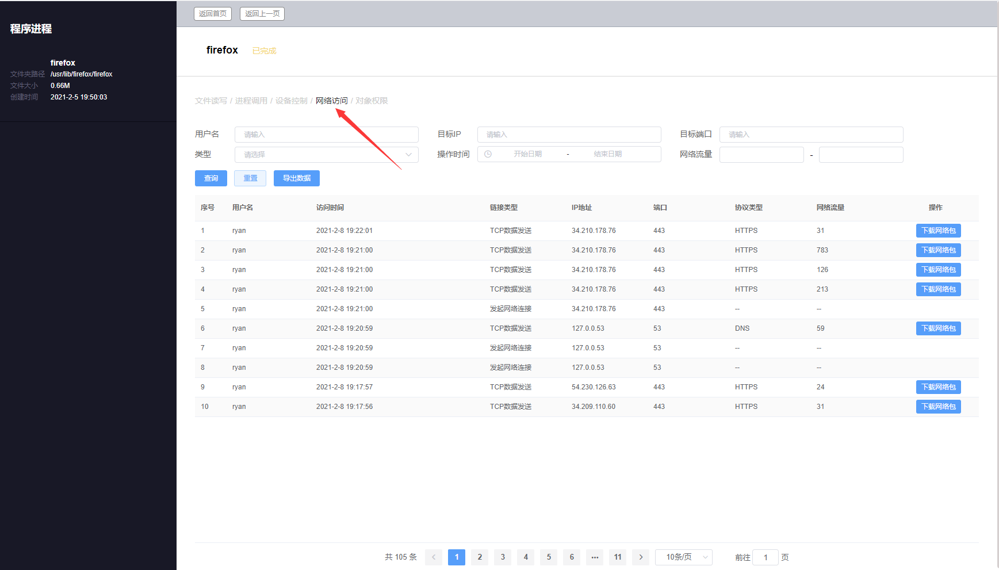 返回首页 返回上一页
程序进程
firefox
文件夹路径 /usr/lib/firefox/firefox
文件大小 0.66M
创建时间 2021-2-5 19:50:03
firefox 已完成
文件读写 / 进程调用 / 设备控制 / 网络访问 / 对象权限
用户名 请输入 目标IP 请输入 目标端口 请输入
类型 请选择 操作时间 开始日期 - 结束日期 网络流量 -
查询 重置 导出数据
序号 用户名 访问时间 链接类型 IP地址 端口 协议类型 网络流量 操作
1 ryan 2021-2-8 19:22:01 TCP数据发送 34.210.178.76 443 HTTPS 31 下载网络包
2 ryan 2021-2-8 19:21:00 TCP数据发送 34.210.178.76 443 HTTPS 783 下载网络包
3 ryan 2021-2-8 19:21:00 TCP数据发送 34.210.178.76 443 HTTPS 126 下载网络包
4 ryan 2021-2-8 19:21:00 TCP数据发送 34.210.178.76 443 HTTPS 213 下载网络包
5 ryan 2021-2-8 19:21:00 发起网络连接 34.210.178.76 443 -- --
6 ryan 2021-2-8 19:20:59 TCP数据发送 127.0.0.53 53 DNS 59 下载网络包
7 ryan 2021-2-8 19:20:59 发起网络连接 127.0.0.53 53 -- --
8 ryan 2021-2-8 19:20:59 发起网络连接 127.0.0.53 53 -- --
9 ryan 2021-2-8 19:17:57 TCP数据发送 54.230.126.63 443 HTTPS 24 下载网络包
10 ryan 2021-2-8 19:17:56 TCP数据发送 34.209.110.60 443 HTTPS 31 下载网络包
共 105 条 < 1 2 3 4 5 6 ••• 11 > 10条/页 前往 1 页